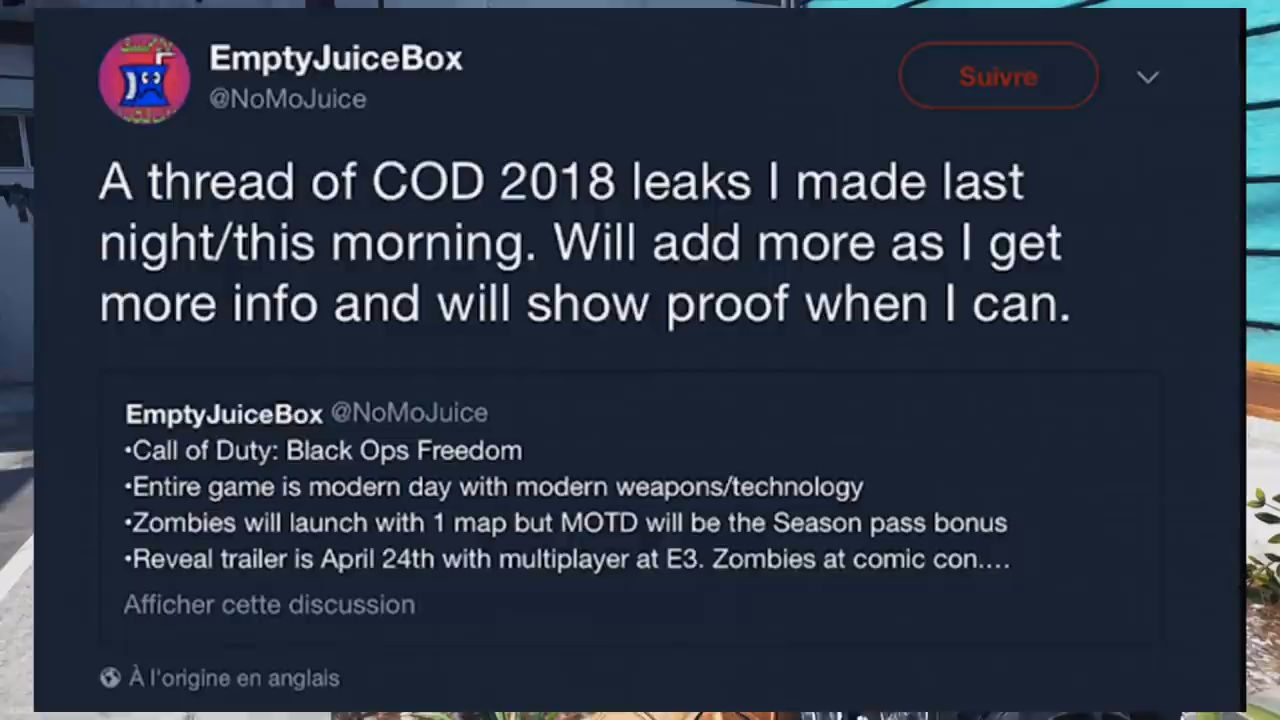 EmptyJuiceBox
@NoMoJuice
Suivre
A thread of COD 2018 leaks I made last
night/this morning. Will add more as I get
more info and will show proof when I can.
EmptyJuiceBox @NoMoJuice
•Call of Duty: Black Ops Freedom
•Entire game is modern day with modern weapons/technology
•Zombies will launch with 1 map but MOTD will be the Season pass bonus
•Reveal trailer is April 24th with multiplayer at E3. Zombies at comic con....
Afficher cette discussion
À l'origine en anglais